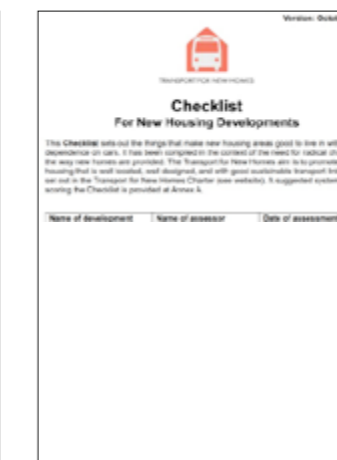 Version: Octo
TRANSPORT FOR NEW HOMES
Checklist
For New Housing Developments
This Checklist sets out the things that make new housing areas good to live in wit
dependence on cars. It has been compiled in the context of the need for radical ch
the way new homes are provided. The Transport for New Homes aim is to promote
housing that is well located, well designed, and with good sustainable transport lin
set out in the Transport for New Homes Charter (see website). A suggested system
scoring the Checklist is provided at Annex A.
Name of development Name of assessor Date of assessment